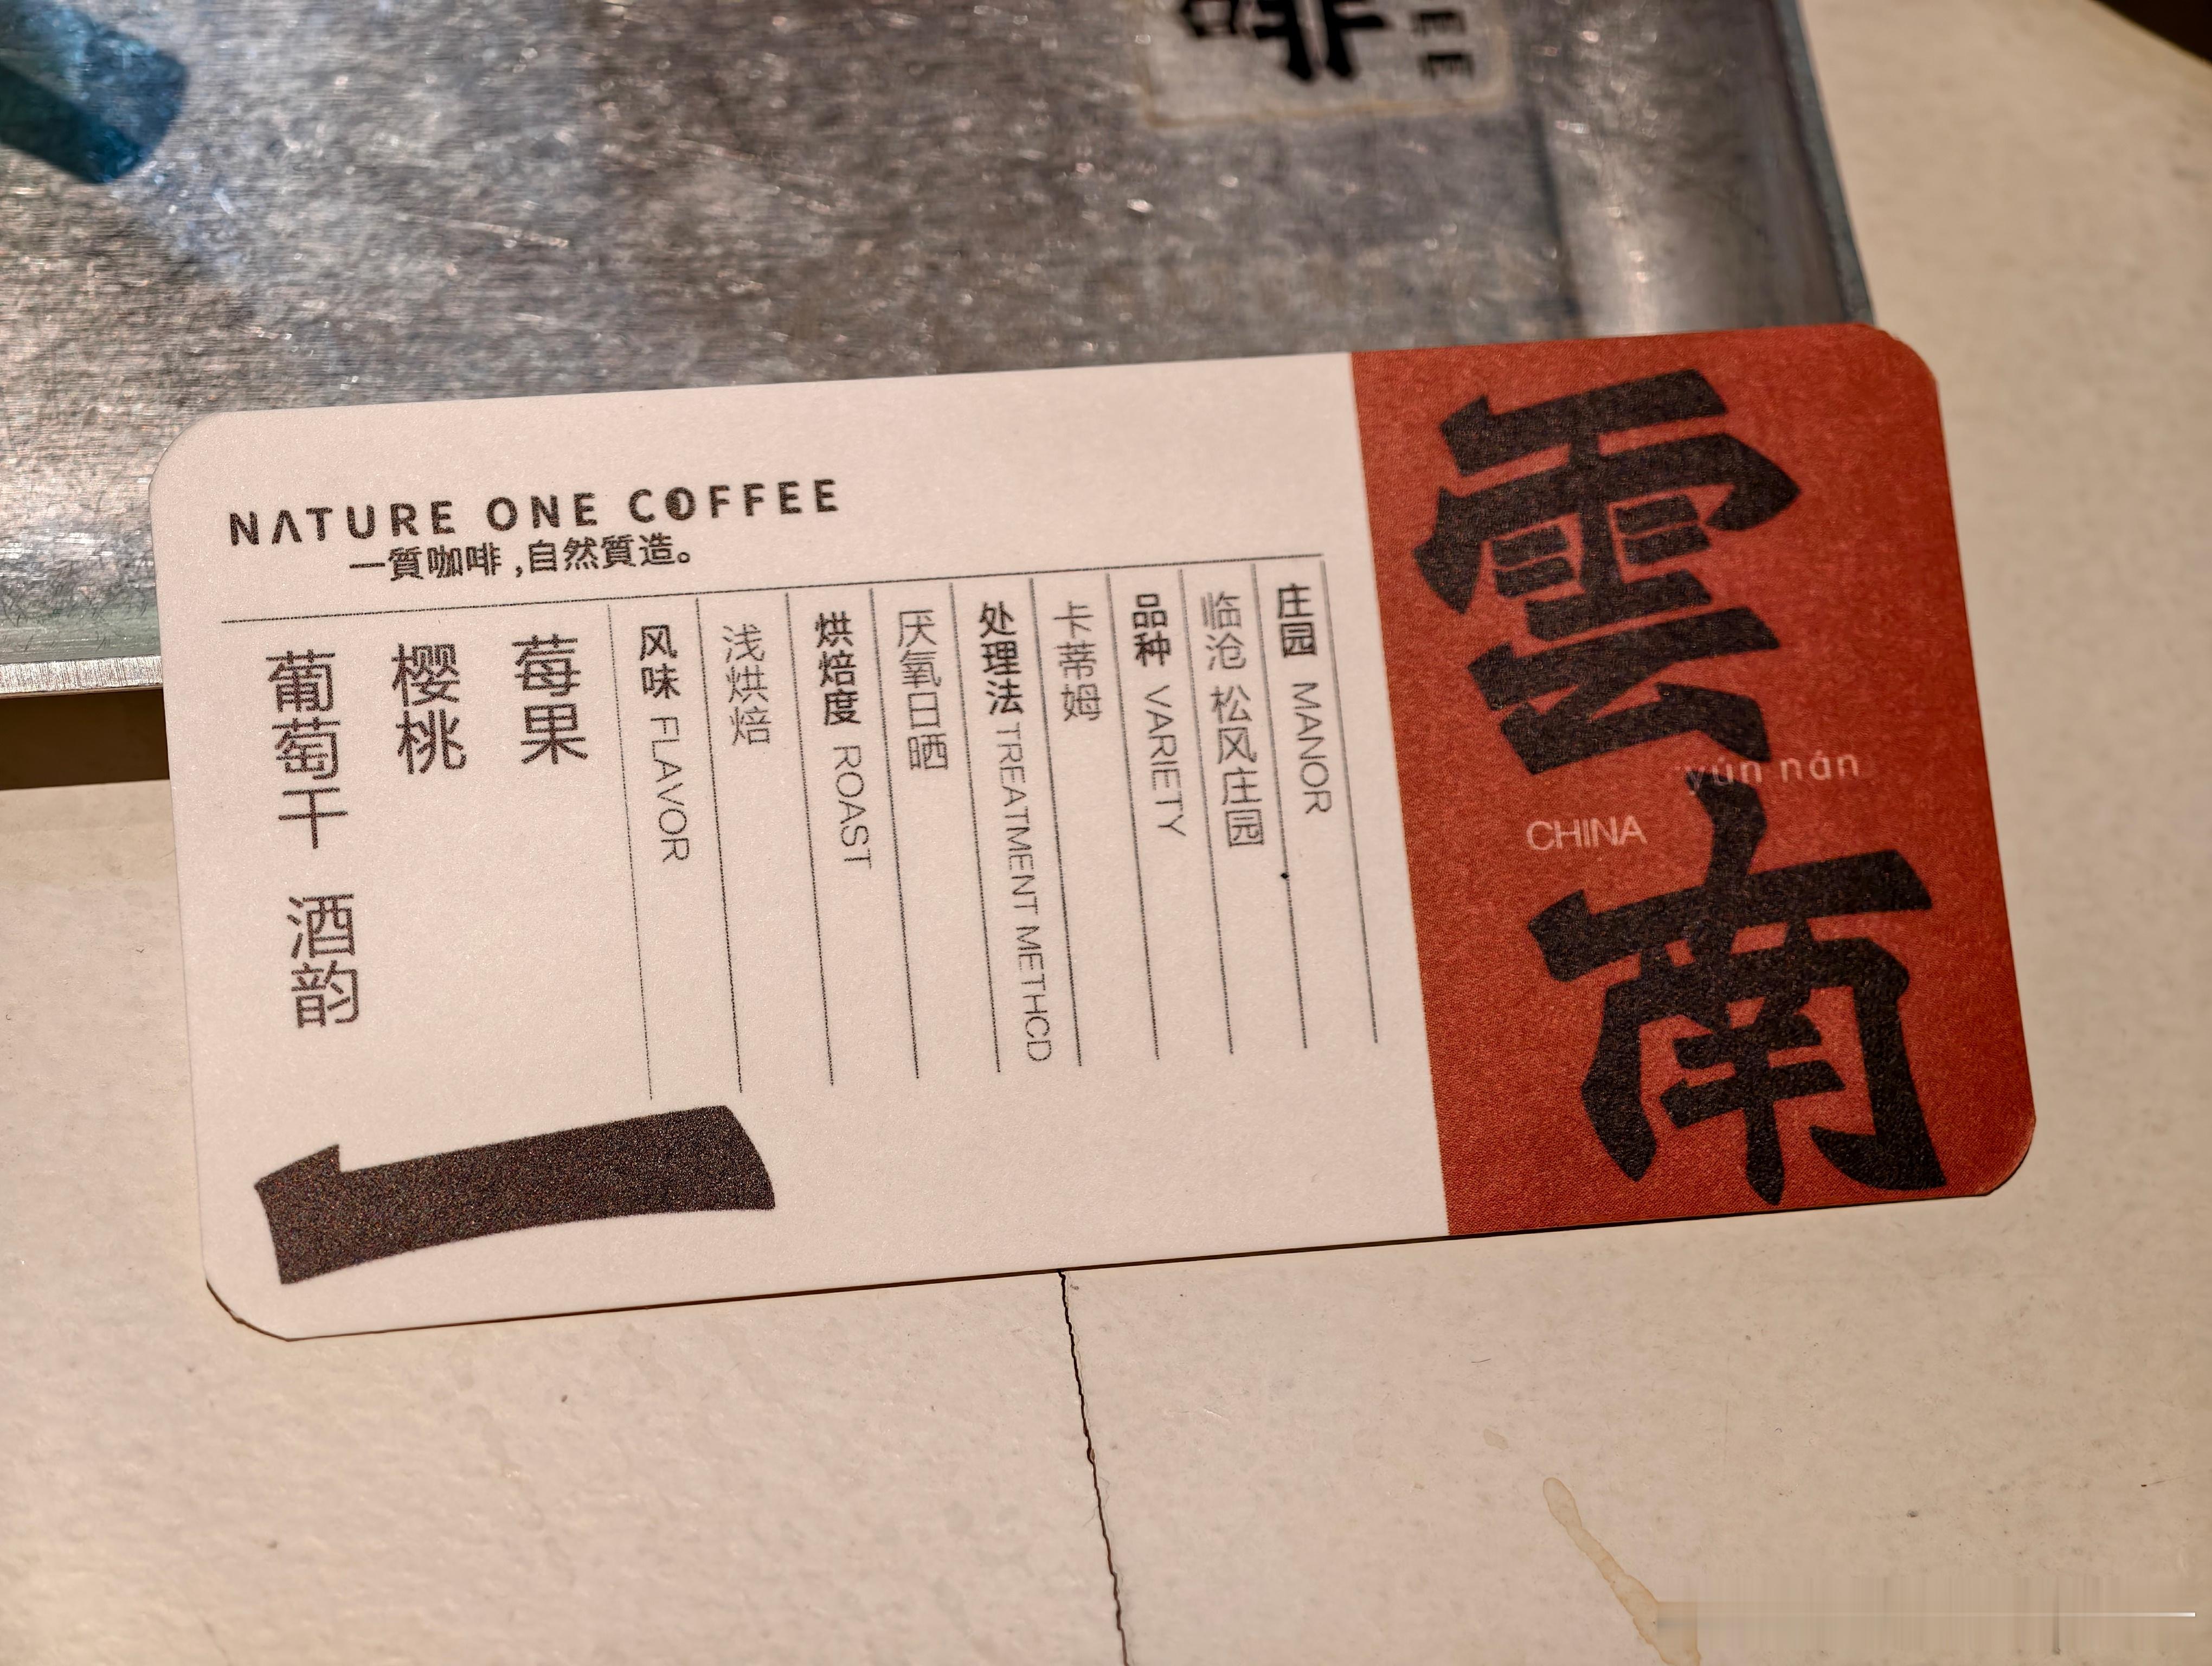 啡
EE
NATURE ONE COFFEE
一質咖啡,自然質造。
雲南
yún nán
CHINA
庄园 MANOR
临沧 松风庄园
品种 VARIETY
卡蒂姆
处理法 TREATMENT METHCD
厌氧日晒
烘焙度 ROAST
浅烘焙
风味 FLAVOR
莓果
樱桃
葡萄干 酒韵
一